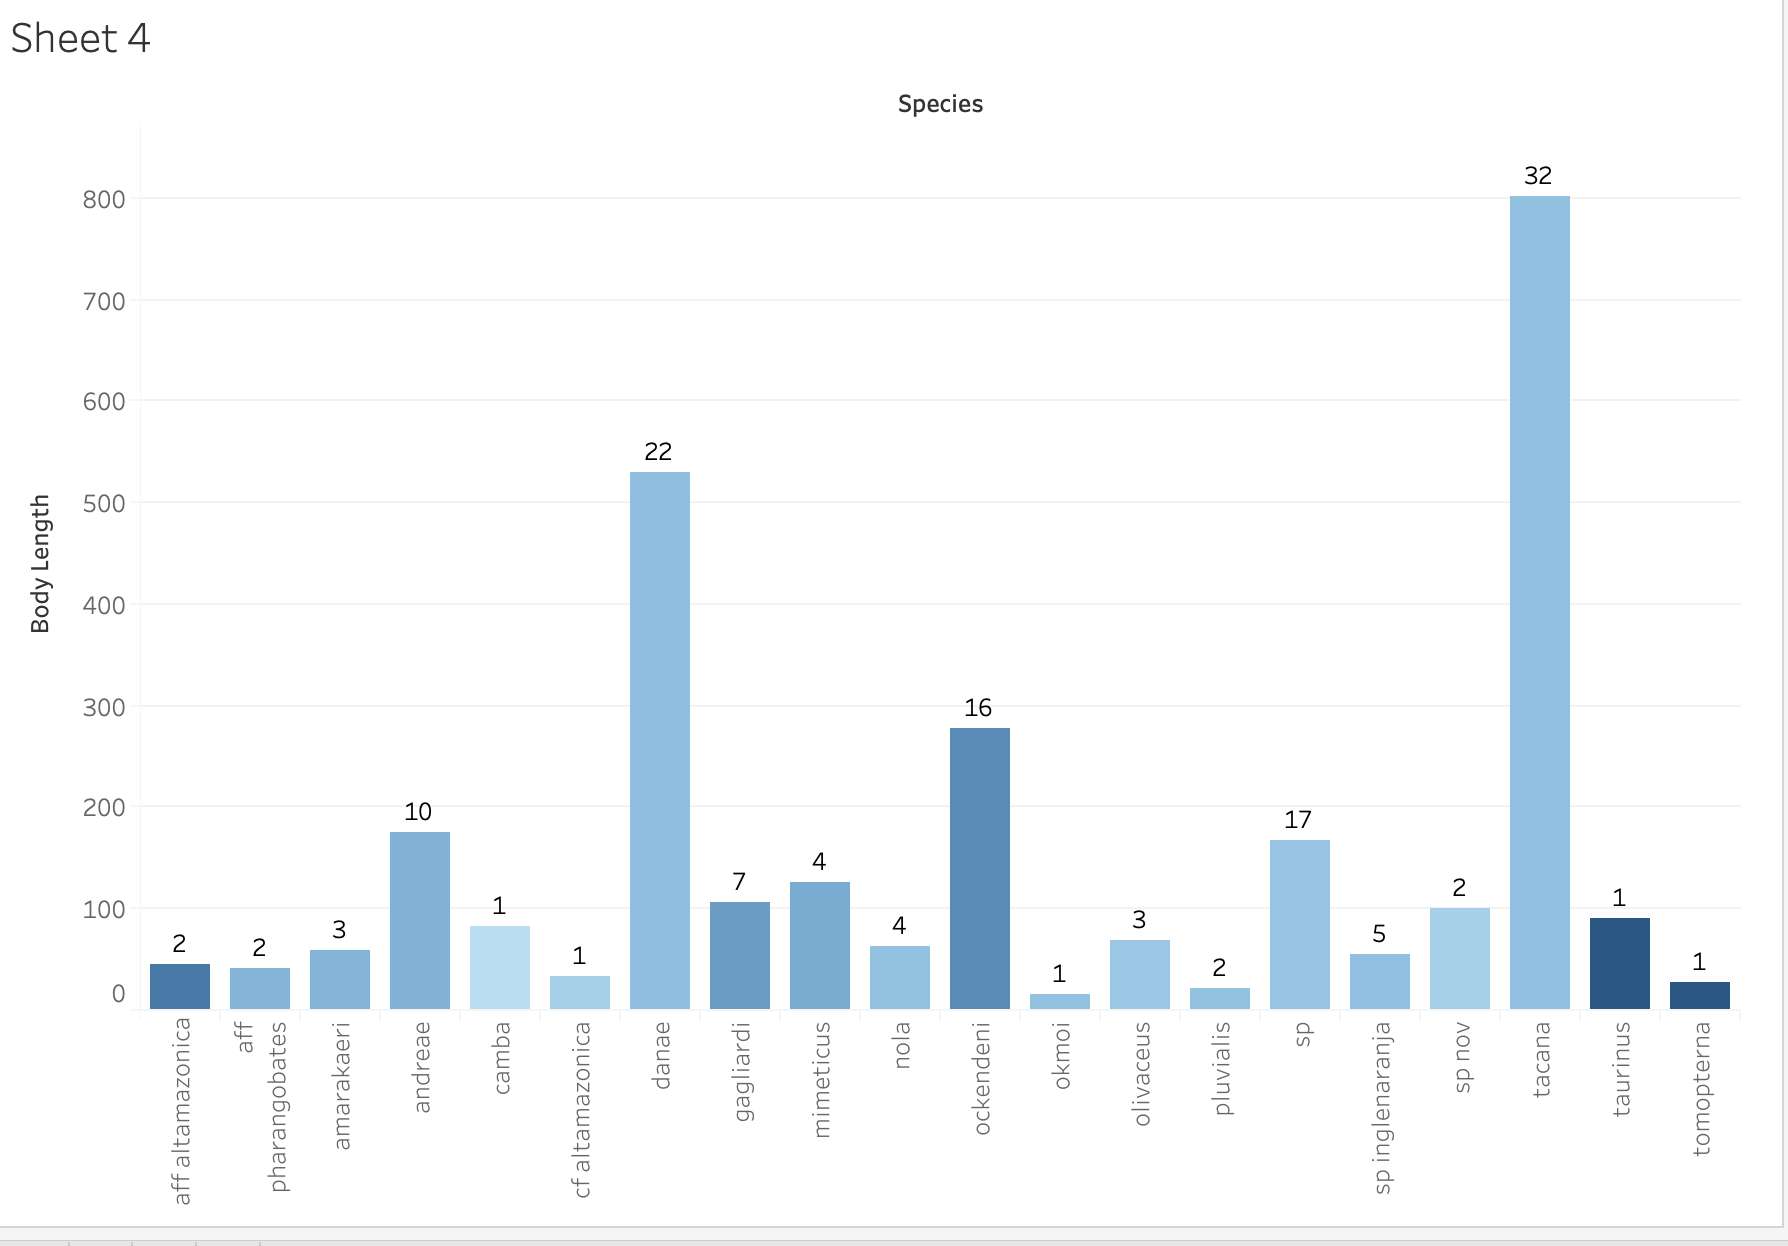 Sheet 4
Species
Body Length
800
700
600
500
400
300
200
100
0
2
2
3
10
1
1
22
7
4
4
16
1
3
2
17
5
2
32
1
1
aff altamazonica
aff
pharangobates
amarakaeri
andreae
camba
cf altamazonica
danae
gagliardi
mimeticus
nola
ockendeni
okmoi
olivaceus
pluvialis
sp
sp inglenaranja
sp nov
tacana
taurinus
tomopterna